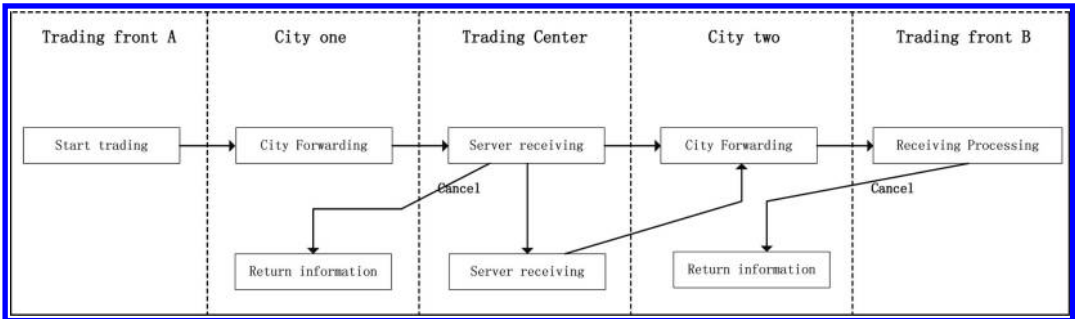 Trading front A
City one
Trading Center
City two
Trading front B
Start trading
City Forwarding
Server receiving
City Forwarding
Receiving Processing
Cancel
Cancel
Return information
Server receiving
Return information